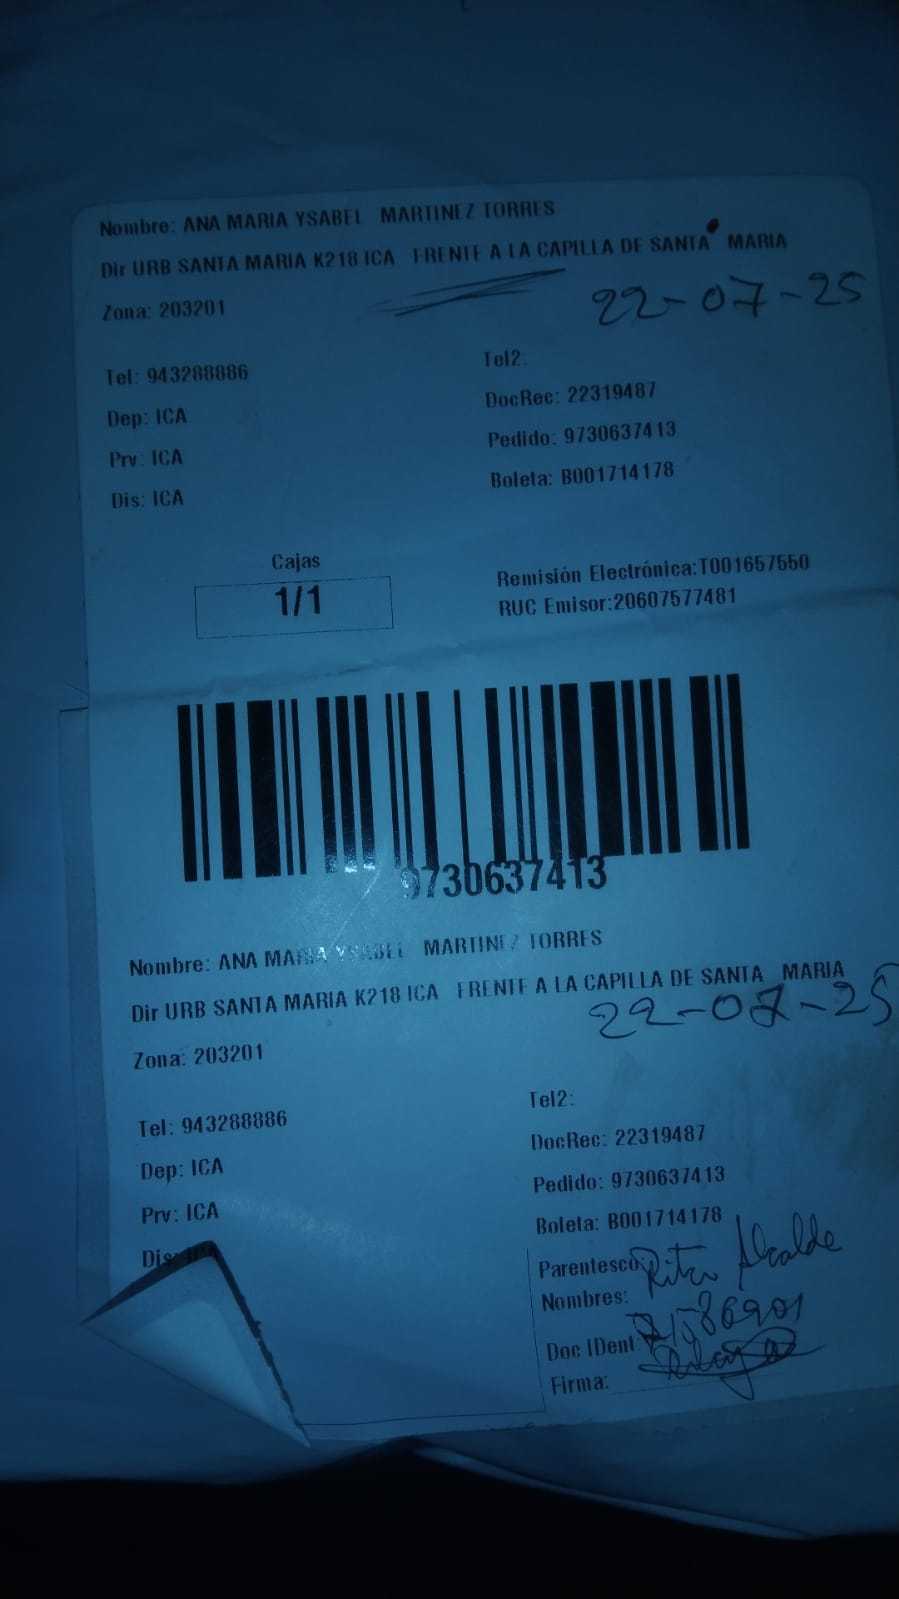 Nombre: ANA MARIA YSABEL MARTINEZ TORRES
Dir URB SANTA MARIA K218 ICA FRENTE A LA CAPILLA DE SANTA MARIA
Zona: 203201
22-07-25
Tel: 943288886
Tel2:
Dep: ICA
DocRec: 22319487
Prv: ICA
Pedido: 9730637413
Dis: ICA
Boleta: B001714178
Cajas
1/1
Remisión Electrónica:T001657550
RUC Emisor:20607577481
9730637413
Nombre: ANA MARIA YSABEL MARTINEZ TORRES
Dir URB SANTA MARIA K218 ICA FRENTE A LA CAPILLA DE SANTA MARIA
22-07-25
Zona: 203201
Tel: 943288886
Tel2:
Dep: ICA
DocRec: 22319487
Prv: ICA
Pedido: 9730637413
Dis: ICA
Boleta: B001714178
Parentesco: Alcalde
Nombres:
Doc IDent
Firma: